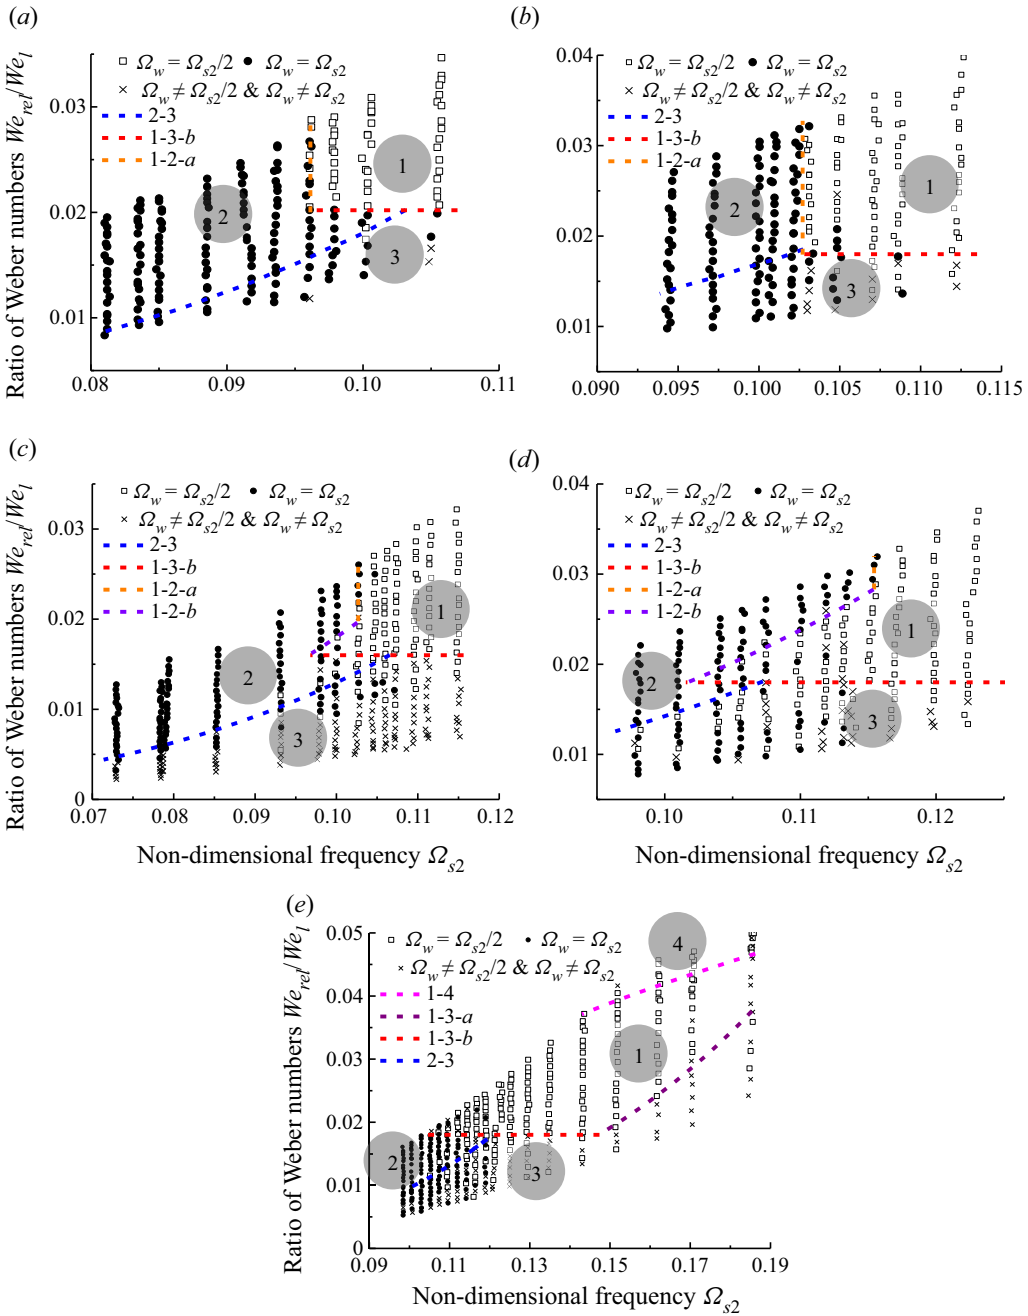 (a)
Ratio of Weber numbers We_rel/We_l
□ Ω_w = Ω_s2/2 ● Ω_w = Ω_s2
× Ω_w ≠ Ω_s2/2 & Ω_w ≠ Ω_s2
2-3
1-3-b
1-2-a
1
2
3
0.03
0.02
0.01
0.08 0.09 0.10 0.11
(b)
□ Ω_w = Ω_s2/2 ● Ω_w = Ω_s2
× Ω_w ≠ Ω_s2/2 & Ω_w ≠ Ω_s2
2-3
1-3-b
1-2-a
1
2
3
0.04
0.03
0.02
0.01
0.090 0.095 0.100 0.105 0.110 0.115
(c)
Ratio of Weber numbers We_rel/We_l
□ Ω_w = Ω_s2/2 ● Ω_w = Ω_s2
× Ω_w ≠ Ω_s2/2 & Ω_w ≠ Ω_s2
2-3
1-3-b
1-2-a
1-2-b
1
2
3
0.03
0.02
0.01
0
0.07 0.08 0.09 0.10 0.11 0.12
Non-dimensional frequency Ω_s2
(d)
□ Ω_w = Ω_s2/2 ● Ω_w = Ω_s2
× Ω_w ≠ Ω_s2/2 & Ω_w ≠ Ω_s2
2-3
1-3-b
1-2-a
1-2-b
1
2
3
0.04
0.03
0.02
0.01
0.10 0.11 0.12
Non-dimensional frequency Ω_s2
(e)
Ratio of Weber numbers We_rel/We_l
□ Ω_w = Ω_s2/2 ● Ω_w = Ω_s2
× Ω_w ≠ Ω_s2/2 & Ω_w ≠ Ω_s2
1-4
1-3-a
1-3-b
2-3
4
1
2
3
0.05
0.04
0.03
0.02
0.01
0
0.09 0.11 0.13 0.15 0.17 0.19
Non-dimensional frequency Ω_s2